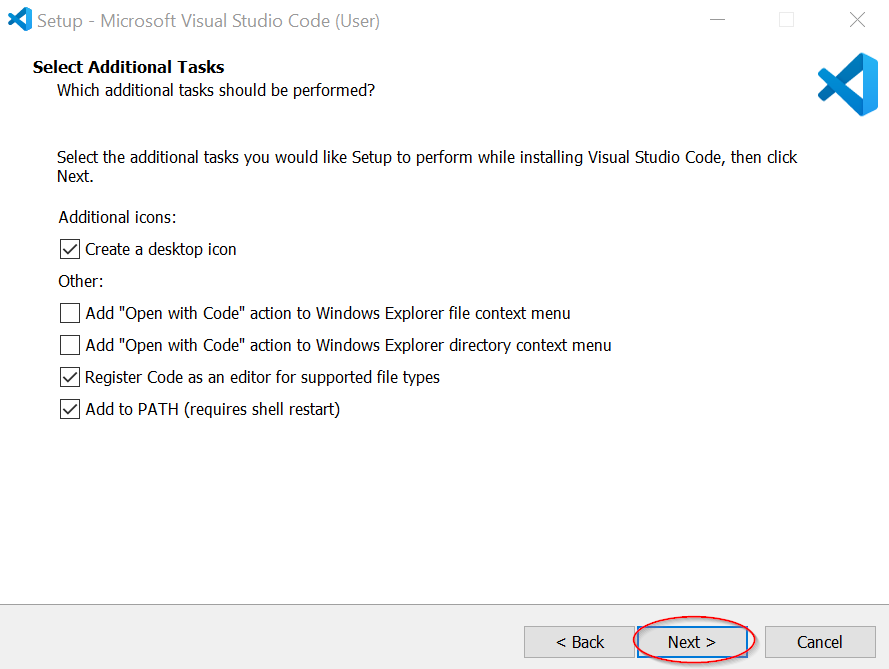 Setup - Microsoft Visual Studio Code (User)
Select Additional Tasks
Which additional tasks should be performed?
Select the additional tasks you would like Setup to perform while installing Visual Studio Code, then click
Next.
Additional icons:
Create a desktop icon
Other:
Add "Open with Code" action to Windows Explorer file context menu
Add "Open with Code" action to Windows Explorer directory context menu
Register Code as an editor for supported file types
Add to PATH (requires shell restart)
< Back
Next >
Cancel